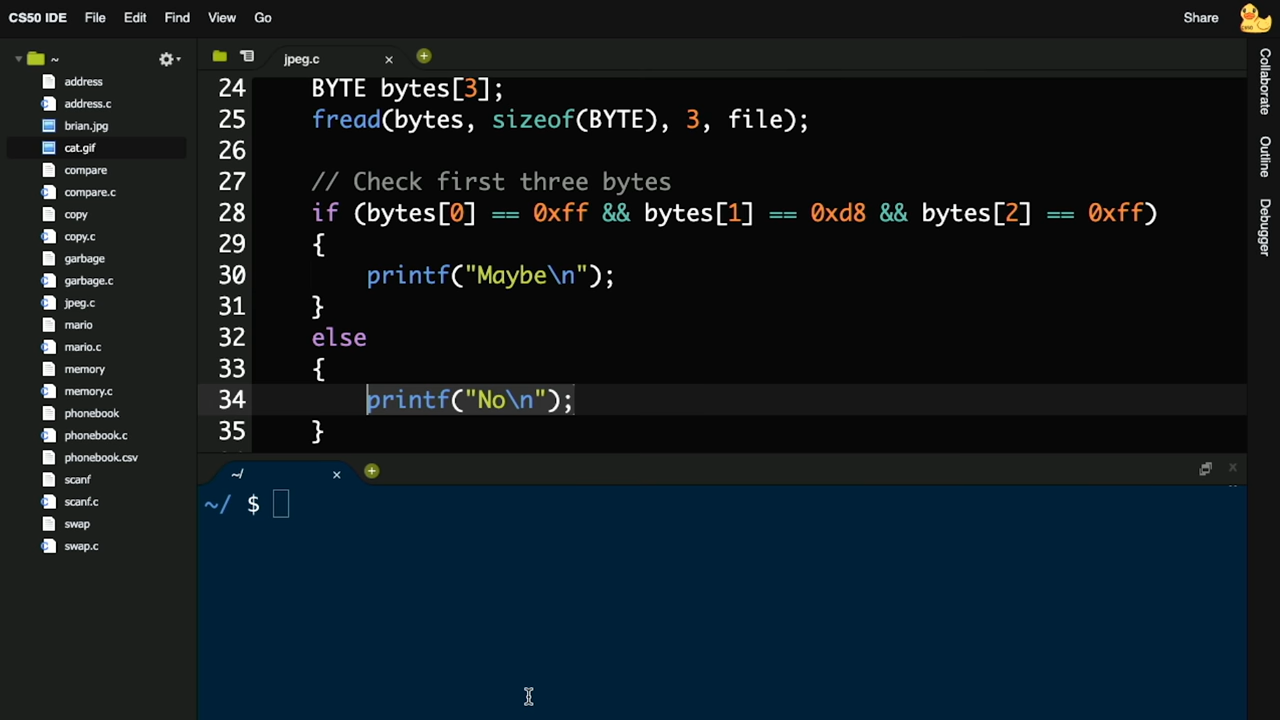 CS50 IDE File Edit Find View Go Share
~
address
address.c
brian.jpg
cat.gif
compare
compare.c
copy
copy.c
garbage
garbage.c
jpeg.c
mario
mario.c
memory
memory.c
phonebook
phonebook.c
phonebook.csv
scanf
scanf.c
swap
swap.c
jpeg.c
24 BYTE bytes[3];
25 fread(bytes, sizeof(BYTE), 3, file);
26
27 // Check first three bytes
28 if (bytes[0] == 0xff && bytes[1] == 0xd8 && bytes[2] == 0xff)
29 {
30 printf("Maybe\n");
31 }
32 else
33 {
34 printf("No\n");
35 }
~/
~/ $
Collaborate
Outline
Debugger